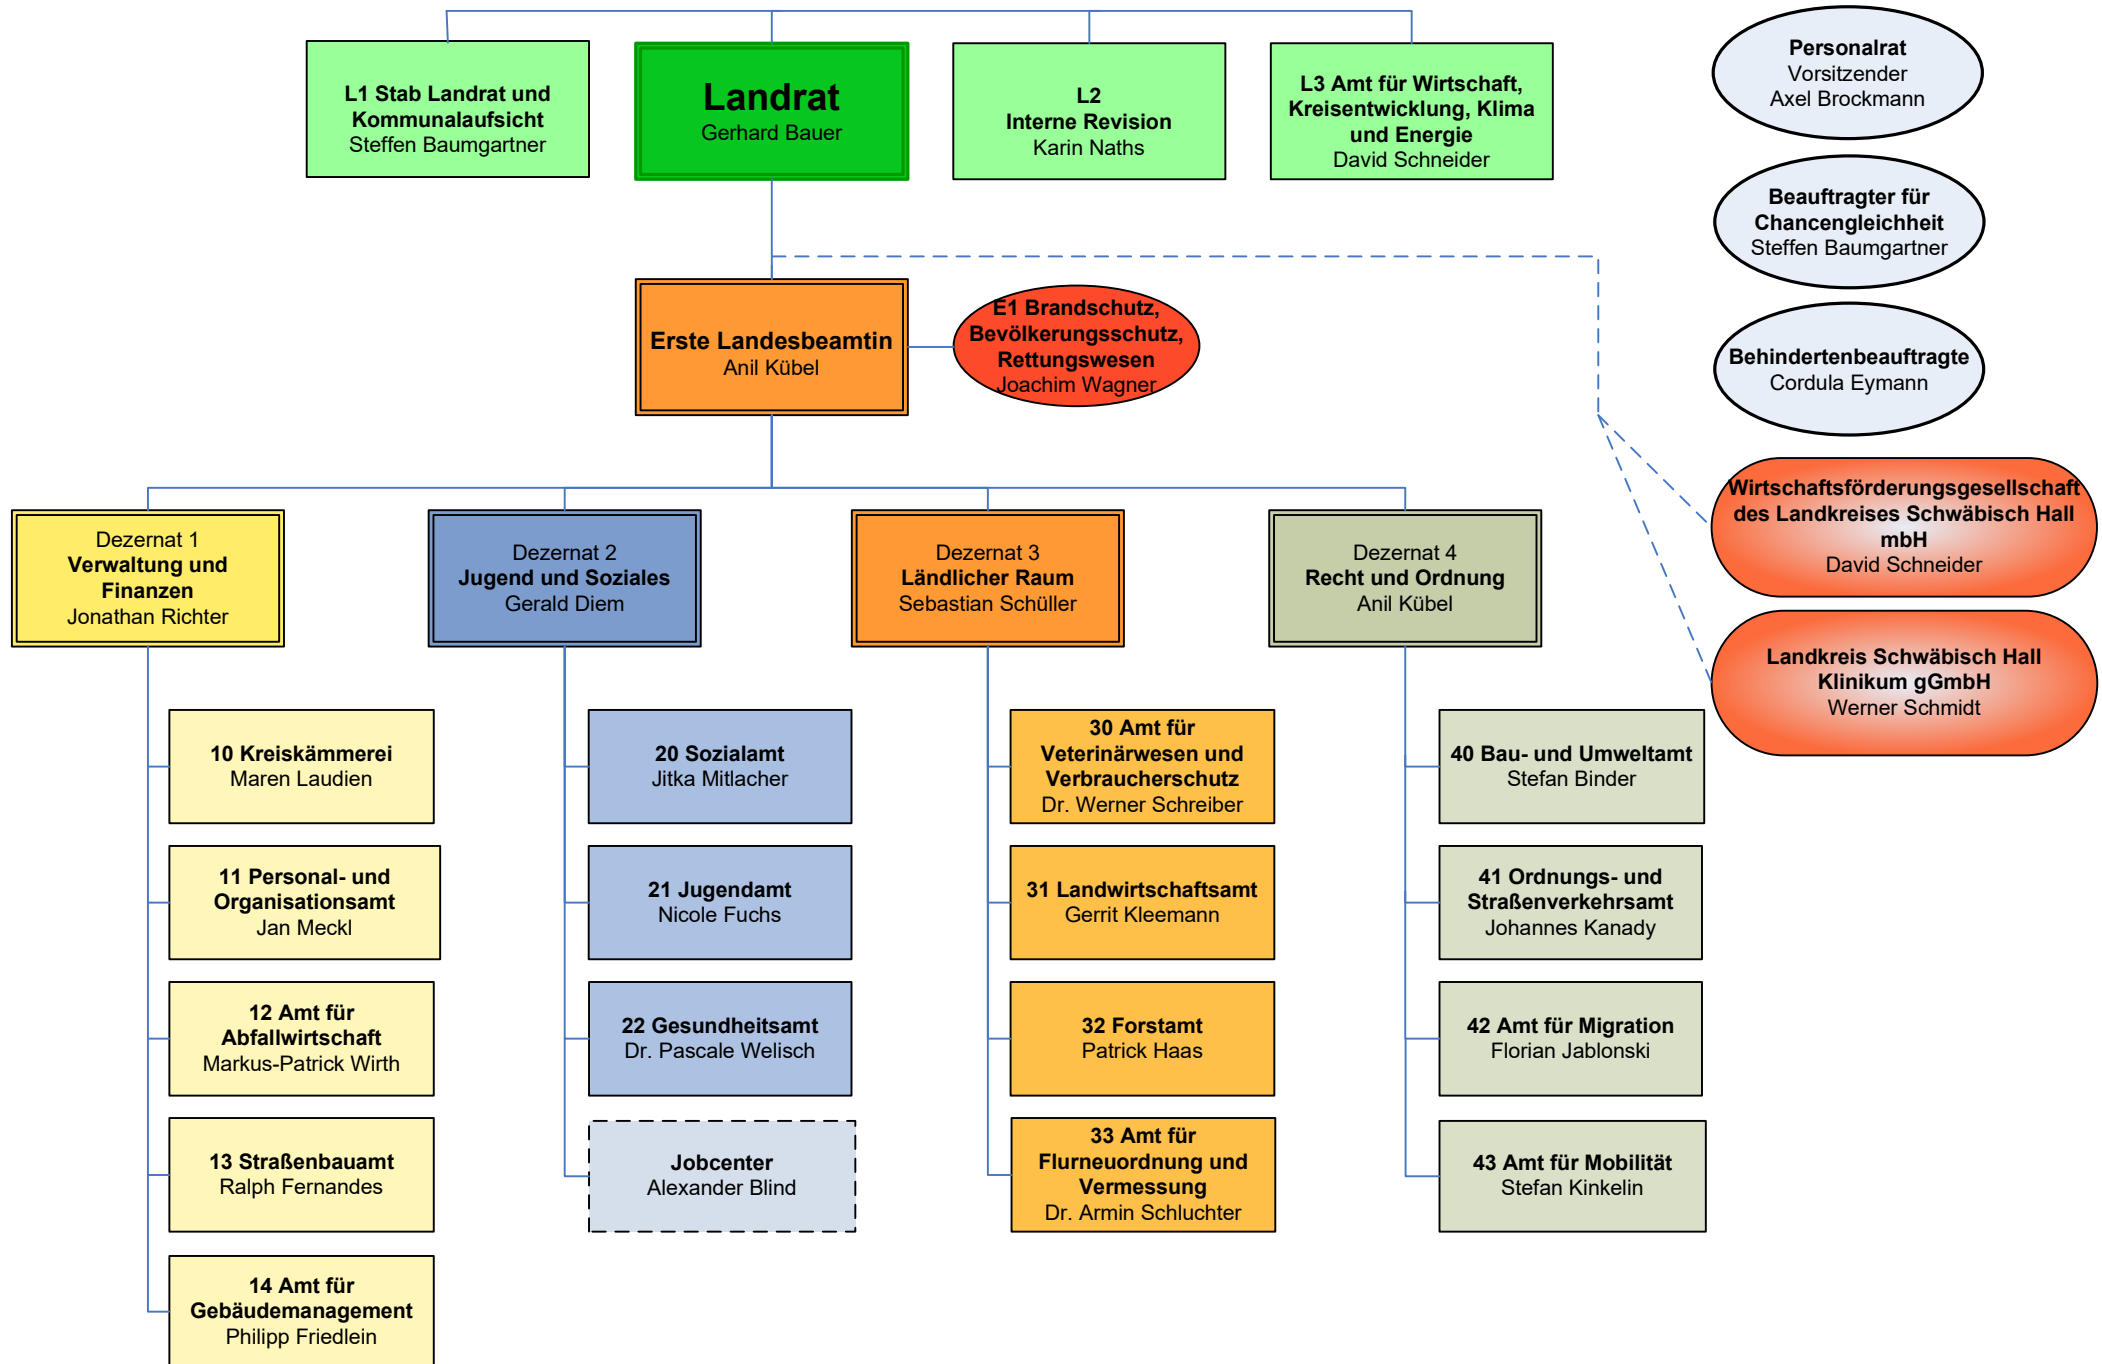 L1 Stab Landrat und
Kommunalaufsicht
Steffen Baumgartner
Landrat
Gerhard Bauer
L2
Interne Revision
Karin Naths
L3 Amt für Wirtschaft,
Kreisentwicklung, Klima
und Energie
David Schneider
Personalrat
Vorsitzender
Axel Brockmann
Beauftragter für
Chancengleichheit
Steffen Baumgartner
Erste Landesbeamtin
Anil Kübel
E1 Brandschutz,
Bevölkerungsschutz,
Rettungswesen
Joachim Wagner
Behindertenbeauftragte
Cordula Eymann
Wirtschaftsförderungsgesellschaft
des Landkreises Schwäbisch Hall
mbH
David Schneider
Landkreis Schwäbisch Hall
Klinikum gGmbH
Werner Schmidt
Dezernat 1
Verwaltung und
Finanzen
Jonathan Richter
Dezernat 2
Jugend und Soziales
Gerald Diem
Dezernat 3
Ländlicher Raum
Sebastian Schüller
Dezernat 4
Recht und Ordnung
Anil Kübel
10 Kreiskämmerei
Maren Laudien
11 Personal- und
Organisationsamt
Jan Meckl
12 Amt für
Abfallwirtschaft
Markus-Patrick Wirth
13 Straßenbauamt
Ralph Fernandes
14 Amt für
Gebäudemanagement
Philipp Friedlein
20 Sozialamt
Jitka Mitlacher
21 Jugendamt
Nicole Fuchs
22 Gesundheitsamt
Dr. Pascale Welisch
Jobcenter
Alexander Blind
30 Amt für
Veterinärwesen und
Verbraucherschutz
Dr. Werner Schreiber
31 Landwirtschaftsamt
Gerrit Kleemann
32 Forstamt
Patrick Haas
33 Amt für
Flurneuordnung und
Vermessung
Dr. Armin Schluchter
40 Bau- und Umweltamt
Stefan Binder
41 Ordnungs- und
Straßenverkehrsamt
Johannes Kanady
42 Amt für Migration
Florian Jablonski
43 Amt für Mobilität
Stefan Kinkelin